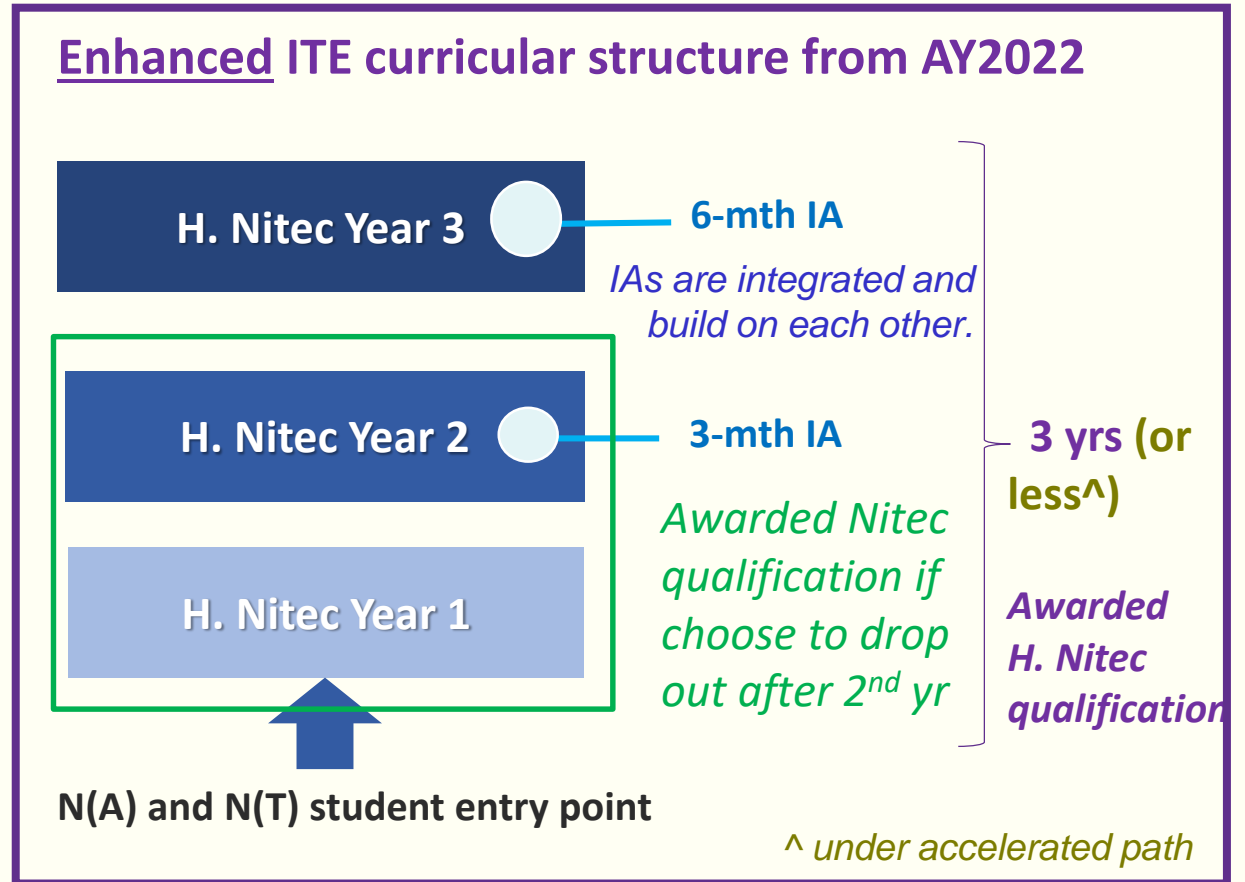 Enhanced ITE curricular structure from AY2022
H. Nitec Year 3
6-mth IA
IAs are integrated and
build on each other.
H. Nitec Year 2
3-mth IA
3 yrs (or
less^)
Awarded Nitec
qualification if
choose to drop
out after 2nd yr
H. Nitec Year 1
Awarded
H. Nitec
qualification
N(A) and N(T) student entry point
^ under accelerated path